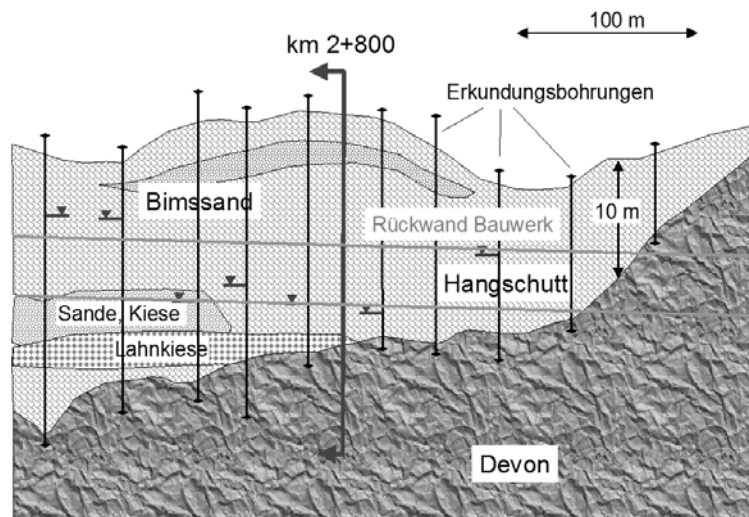 100 m
km 2+800
Erkundungsbohrungen
Bimssand
Rückwand Bauwerk
10 m
Hangschutt
Sande, Kiese
Lahnkiese
Devon